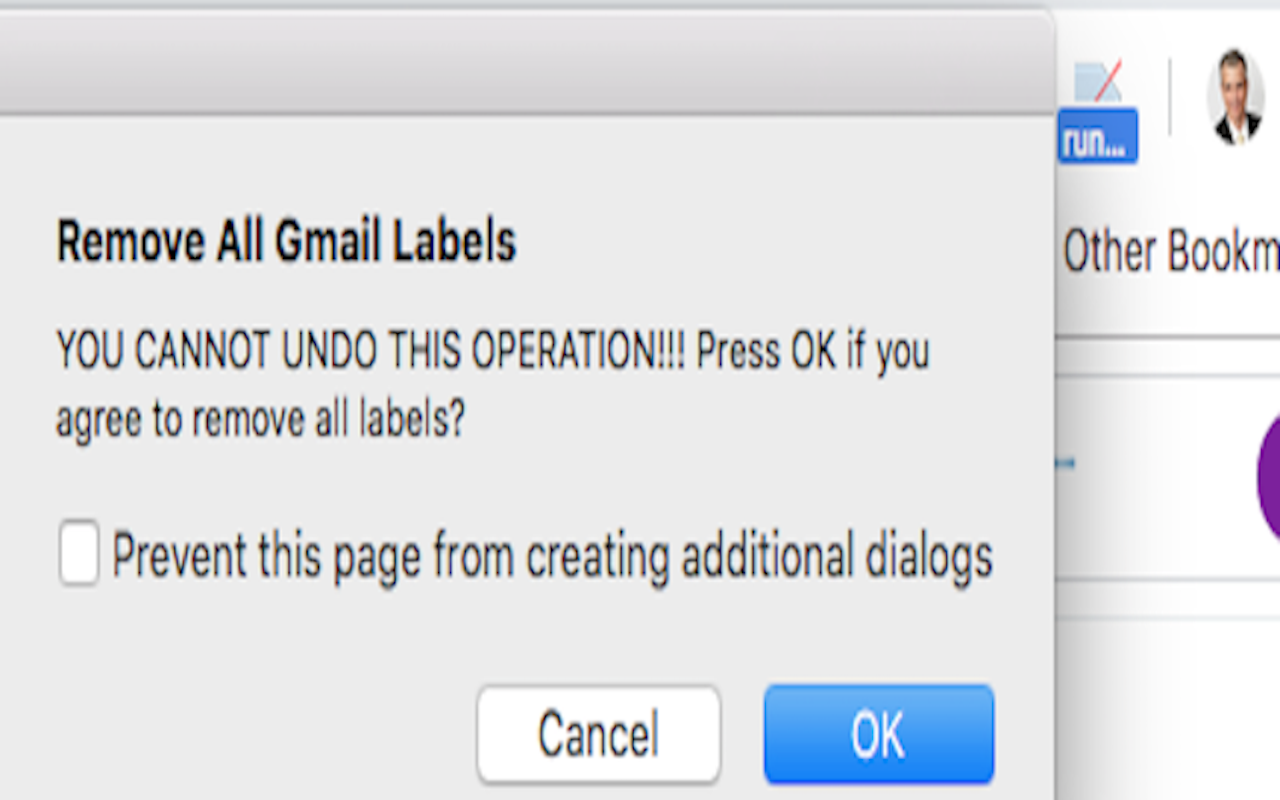 run...
Other Bookm
Remove All Gmail Labels
YOU CANNOT UNDO THIS OPERATION!!! Press OK if you
agree to remove all labels?
Prevent this page from creating additional dialogs
Cancel
OK